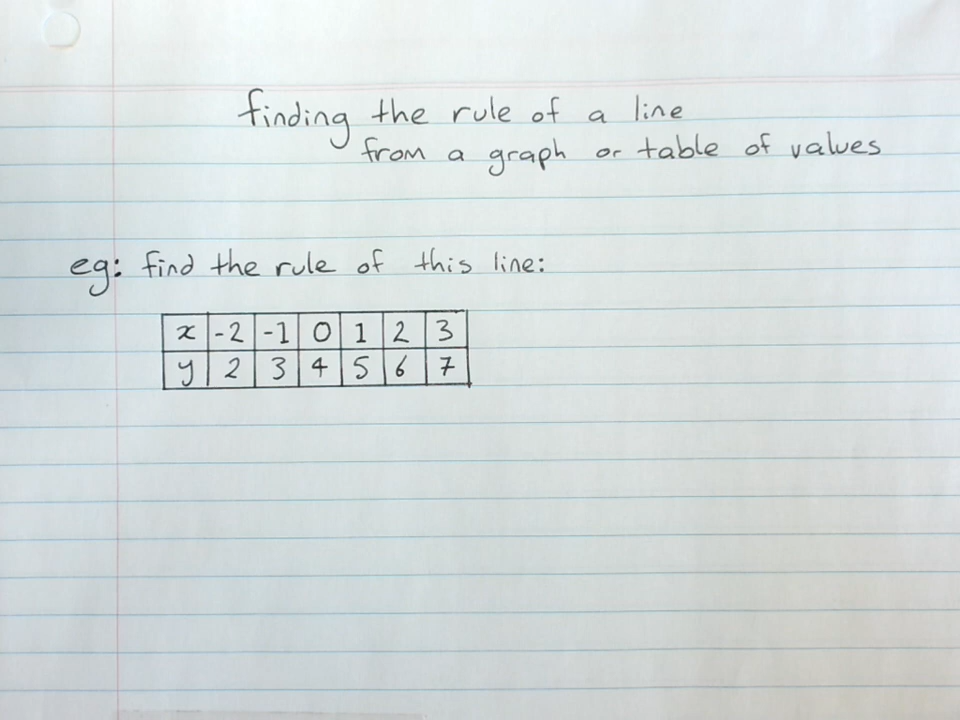 finding the rule of a line
from a graph or table of values
eg: find the rule of this line:
x -2 -1 0 1 2 3
y 2 3 4 5 6 7